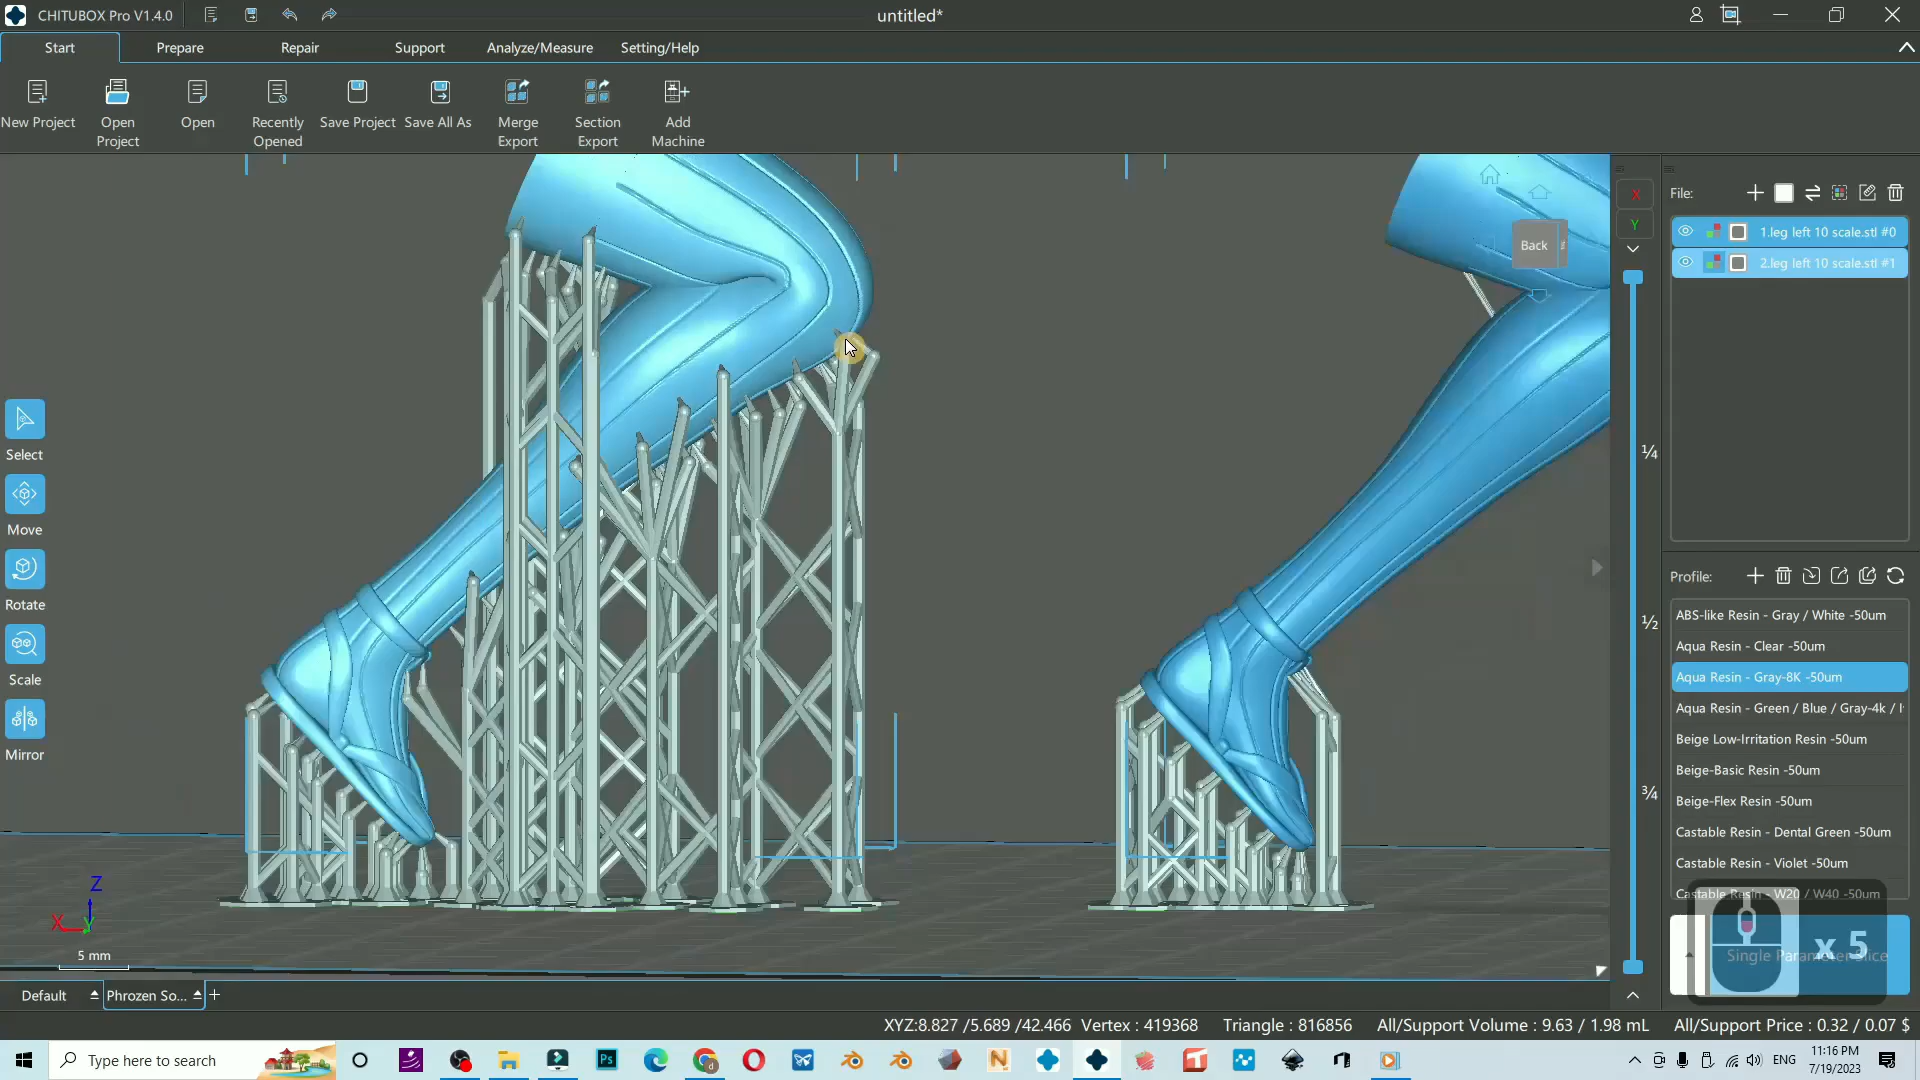 CHITUBOX Pro V1.4.0
untitled*
Start Prepare Repair Support Analyze/Measure Setting/Help
New Project Open Project Open Recently Opened Save Project Save All As Merge Export Section Export Add Machine
File:
X
Y
Back
1.leg left 10 scale.stl #0
2.leg left 10 scale.stl #1
Select
Move
Rotate
Scale
Mirror
1/4
1/2
3/4
Profile:
ABS-like Resin - Gray / White -50um
Aqua Resin - Clear -50um
Aqua Resin - Gray-8K -50um
Aqua Resin - Green / Blue / Gray-4k /
Beige Low-Irritation Resin -50um
Beige-Basic Resin -50um
Beige-Flex Resin -50um
Castable Resin - Dental Green -50um
Castable Resin - Violet -50um
Castable Resin - W20 / W40 -50um
x 5
Single Parameter Slice
Z
X
Y
5 mm
Default Phrozen So... +
XYZ:8.827 /5.689 /42.466 Vertex : 419368 Triangle : 816856 All/Support Volume : 9.63 / 1.98 mL All/Support Price : 0.32 / 0.07 $
Type here to search
ENG
11:16 PM
7/19/2023